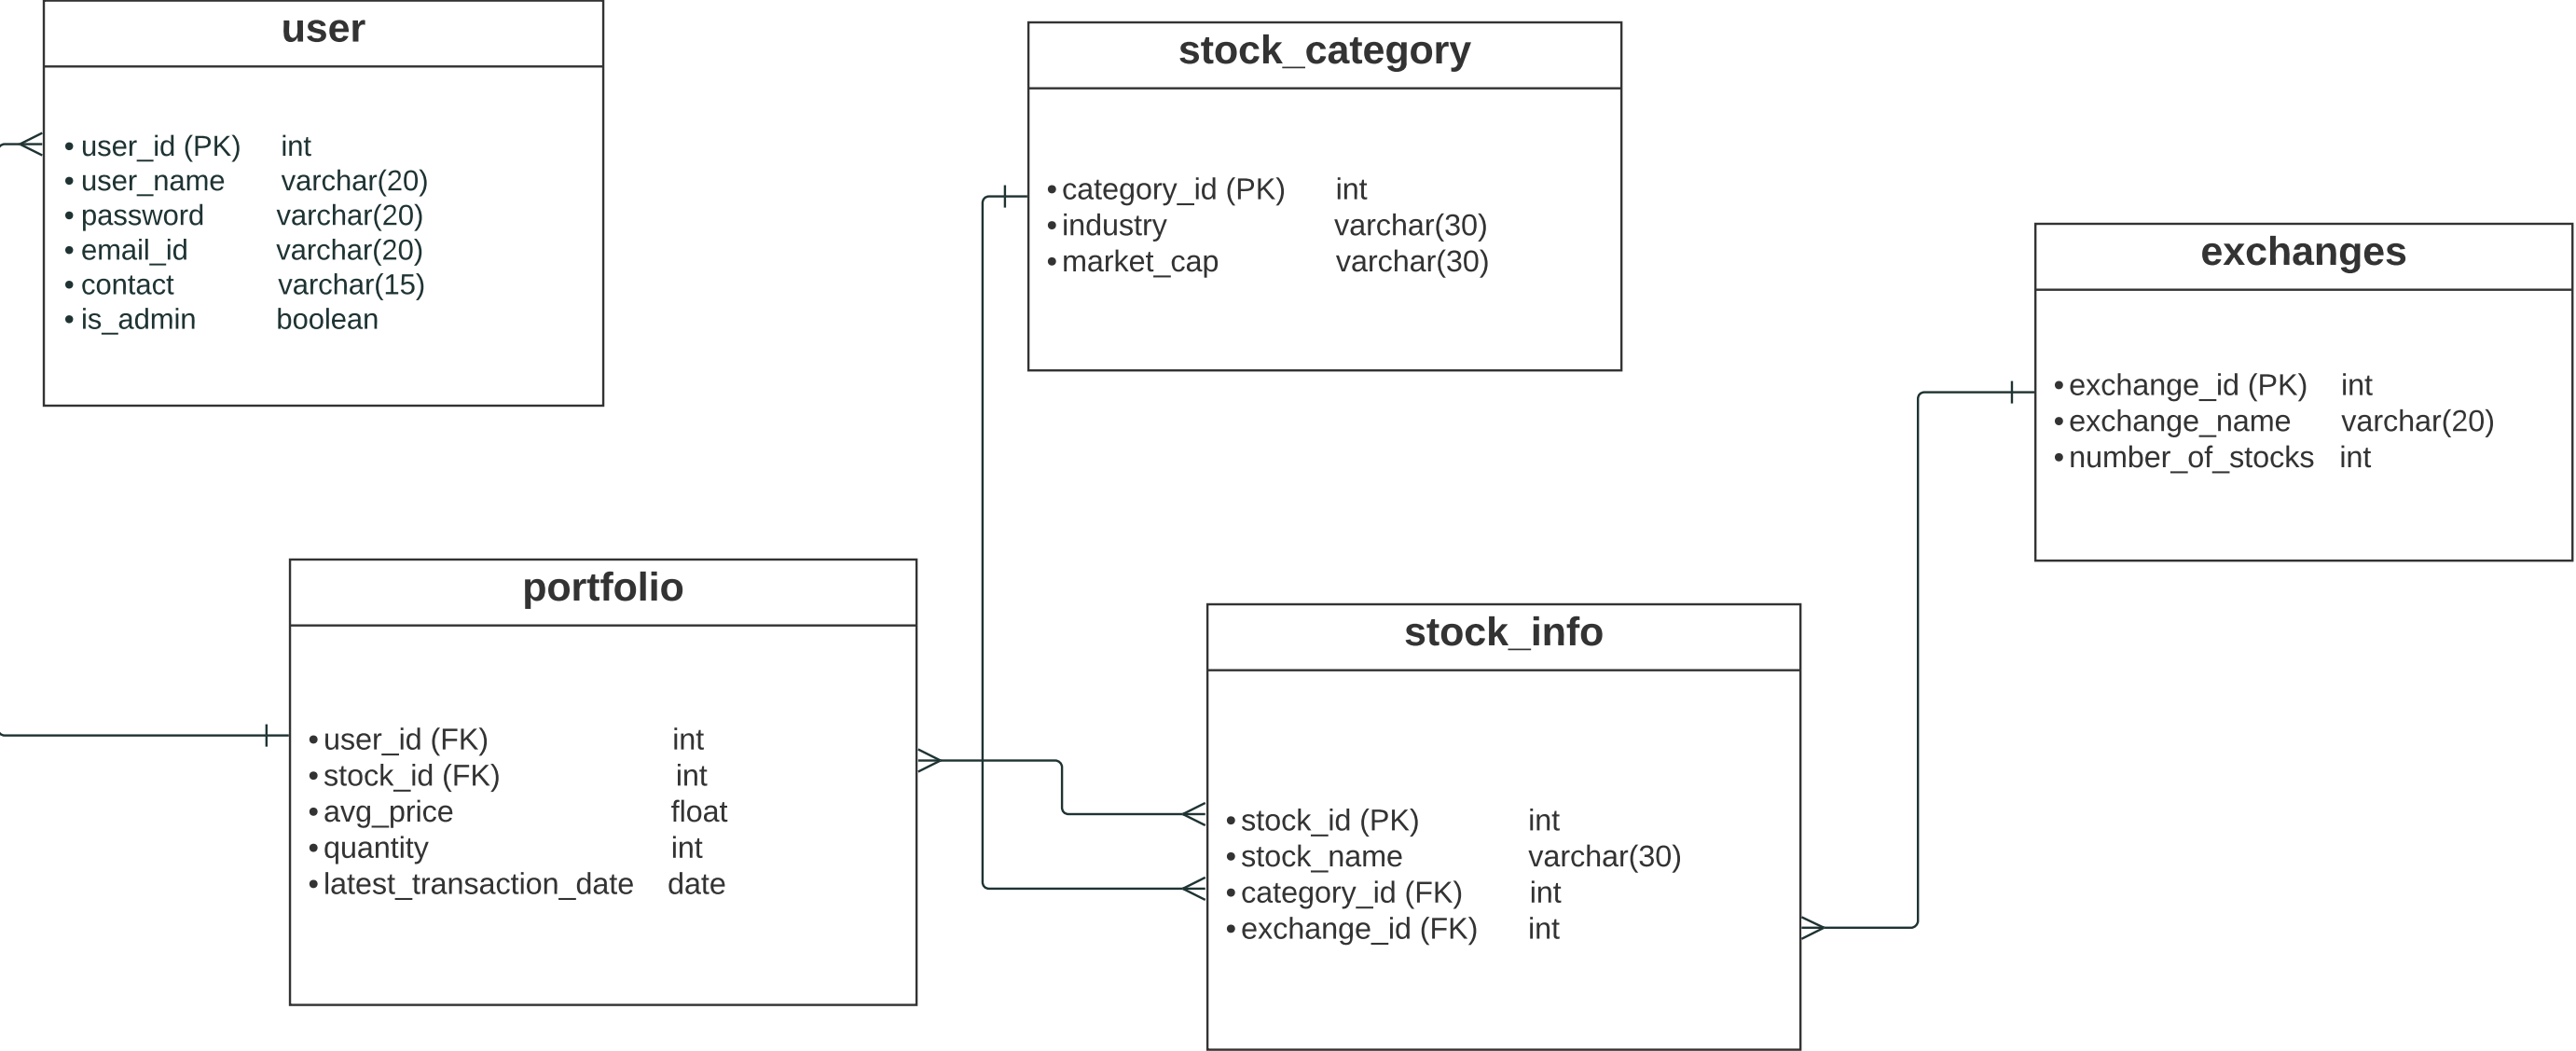 user
• user_id (PK) int
• user_name varchar(20)
• password varchar(20)
• email_id varchar(20)
• contact varchar(15)
• is_admin boolean
stock_category
• category_id (PK) int
• industry varchar(30)
• market_cap varchar(30)
exchanges
• exchange_id (PK) int
• exchange_name varchar(20)
• number_of_stocks int
portfolio
• user_id (FK) int
• stock_id (FK) int
• avg_price float
• quantity int
• latest_transaction_date date
stock_info
• stock_id (PK) int
• stock_name varchar(30)
• category_id (FK) int
• exchange_id (FK) int